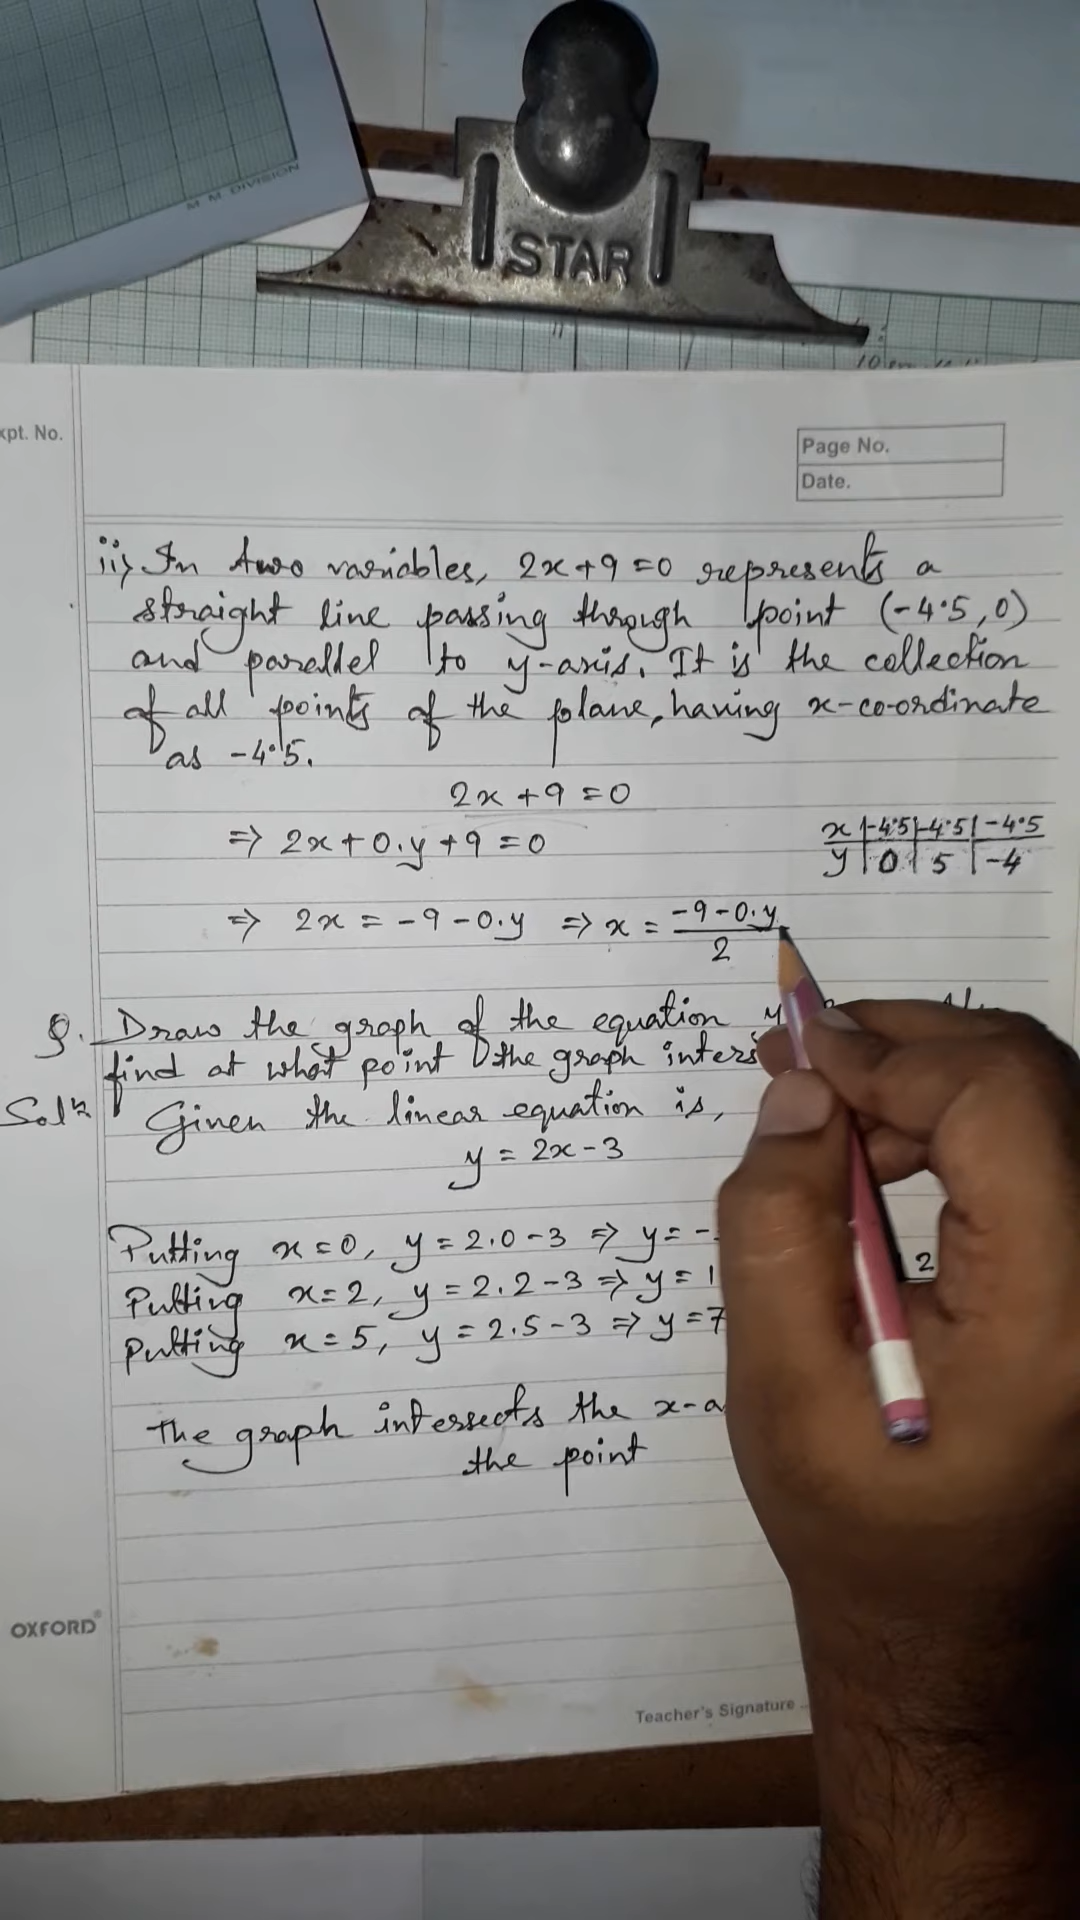 M M DIVISION
STAR
Expt. No.
Page No.
Date.
ii) In two variables, 2x+9=0 represents a
straight line passing through point (-4.5,0)
and parellel to y-axis. It is the collection
of all points of the plane, having x-co-ordinate
as -4.5.
2x+9=0
⇒ 2x+0.y+9=0
x | -4.5 | -4.5 | -4.5
y | 0 | 5 | -4
⇒ 2x = -9-0.y ⇒ x = (-9-0.y)/2
Q. Draw the graph of the equation y
find at what point the graph inters
Solⁿ Given the linear equation is,
y = 2x-3
Putting x=0, y=2.0-3 ⇒ y=-
Putting x=2, y=2.2-3 ⇒ y=1
2
Putting x=5, y=2.5-3 ⇒ y=7
The graph intersects the x-a
the point
OXFORD®
Teacher's Signature